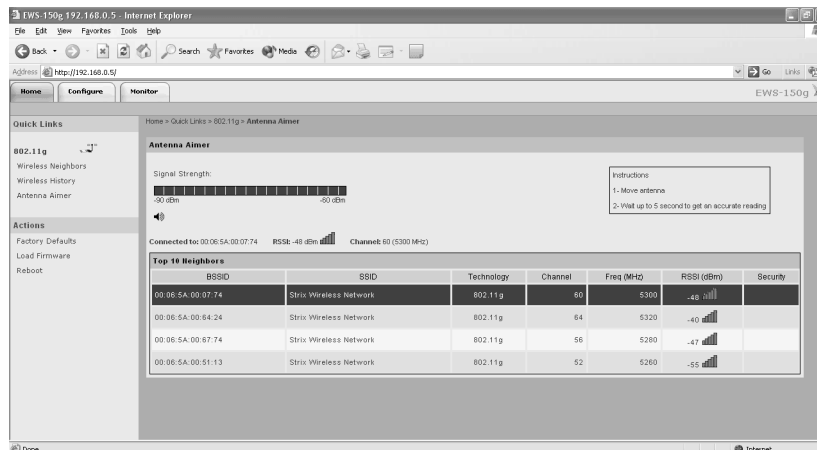 EWS-150g 192.168.0.5 - Internet Explorer
File Edit View Favorites Tools Help
Back Search Favorites Media
Address http://192.168.0.5/ Go Links
Home Configure Monitor EWS-150g
Quick Links
802.11g
Wireless Neighbors
Wireless History
Antenna Aimer
Actions
Factory Defaults
Load Firmware
Reboot
Home » Quick Links » 802.11g » Antenna Aimer
Antenna Aimer
Signal Strength:
-90 dBm -60 dBm
Instructions
1- Move antenna
2- Wait up to 5 second to get an accurate reading
Connected to: 00:06:5A:00:07:74 RSSI: -48 dBm Channel: 60 (5300 MHz)
Top 10 Neighbors
BSSID SSID Technology Channel Freq (MHz) RSSI (dBm) Security
00:06:5A:00:07:74 Strix Wireless Network 802.11g 60 5300 -48
00:06:5A:00:64:24 Strix Wireless Network 802.11g 64 5320 -40
00:06:5A:00:67:74 Strix Wireless Network 802.11g 56 5280 -47
00:06:5A:00:51:13 Strix Wireless Network 802.11g 52 5260 -55
Done Internet